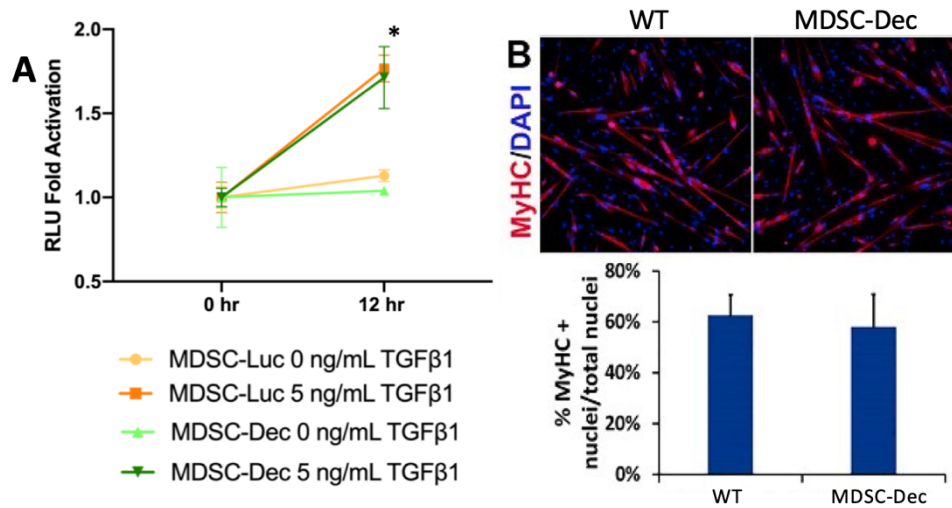 A
RLU Fold Activation
2.0
1.5
1.0
0.5
*
0 hr
12 hr
MDSC-Luc 0 ng/mL TGFβ1
MDSC-Luc 5 ng/mL TGFβ1
MDSC-Dec 0 ng/mL TGFβ1
MDSC-Dec 5 ng/mL TGFβ1
B
WT
MDSC-Dec
MyHC/DAPI
% MyHC +
nuclei/total nuclei
80%
60%
40%
20%
0%
WT
MDSC-Dec